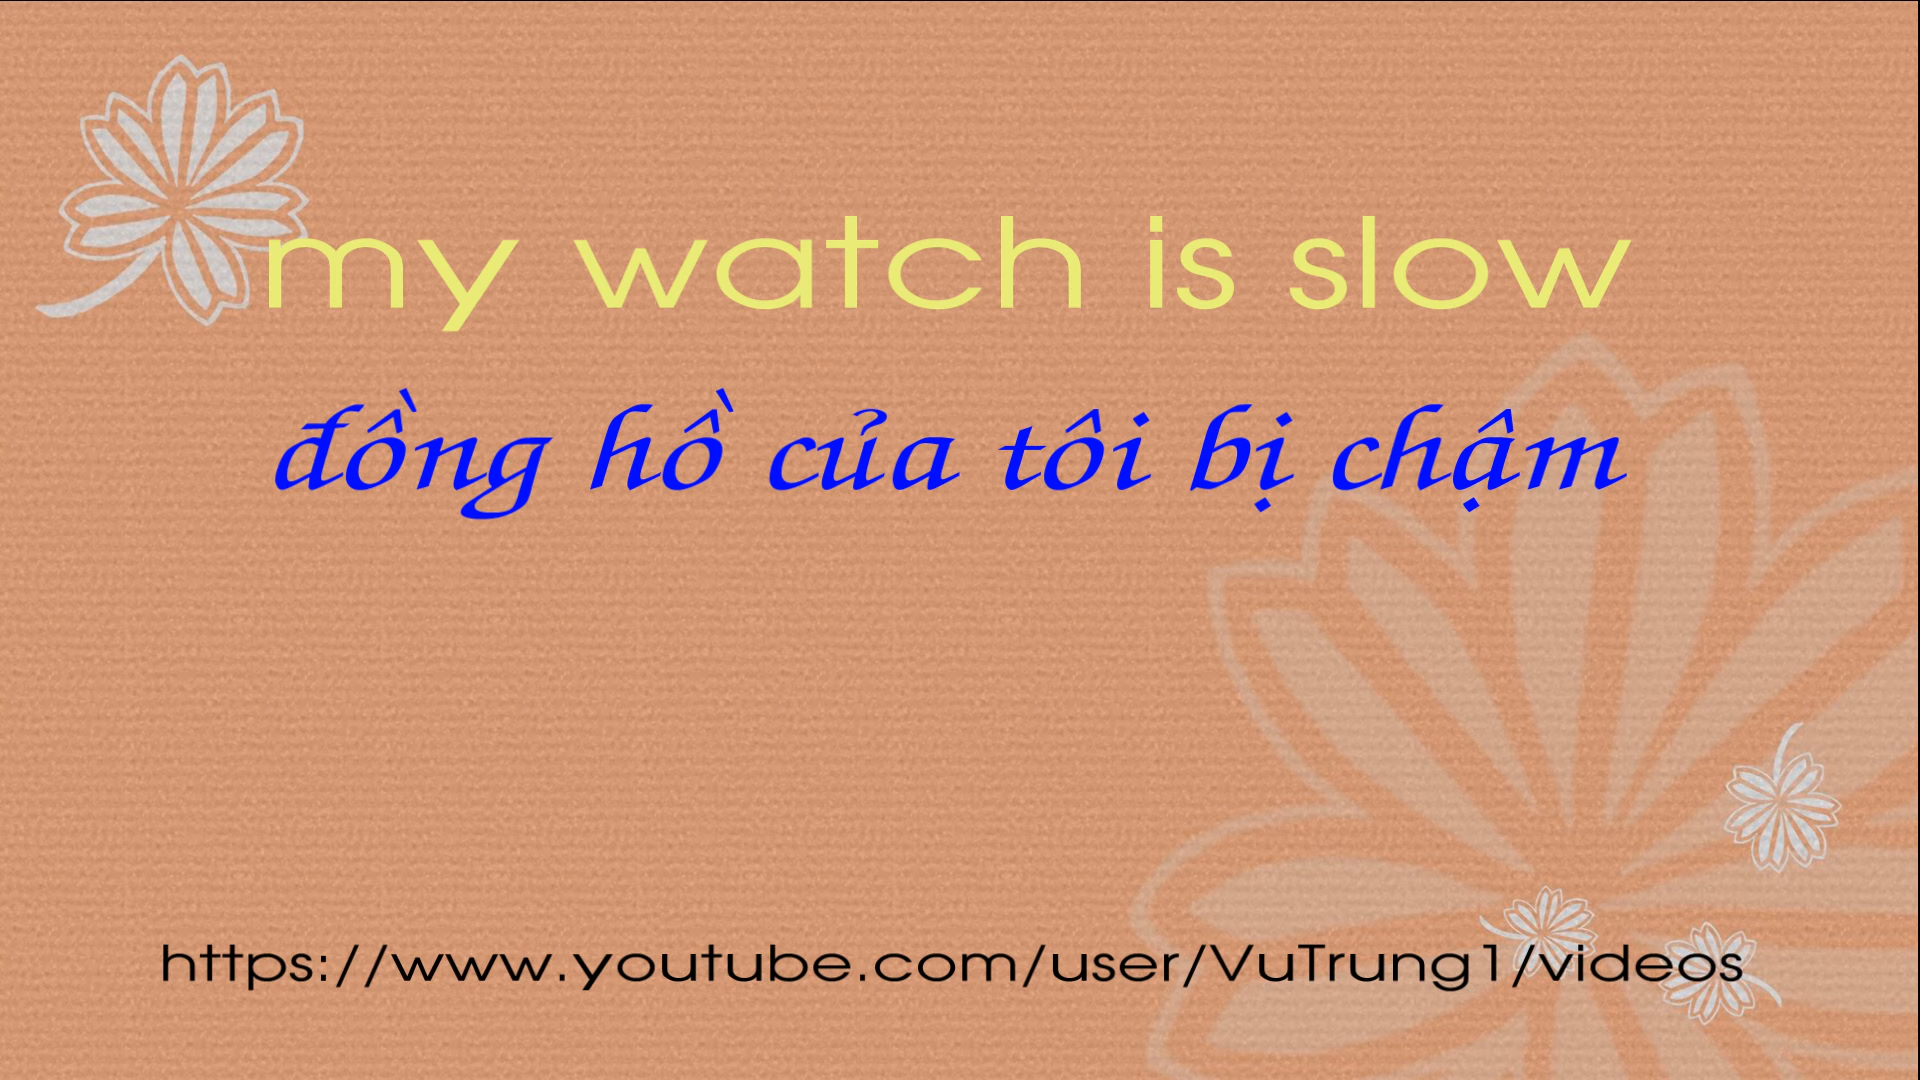 my watch is slow
đồng hồ của tôi bị chậm
https://www.youtube.com/user/VuTrung1/videos